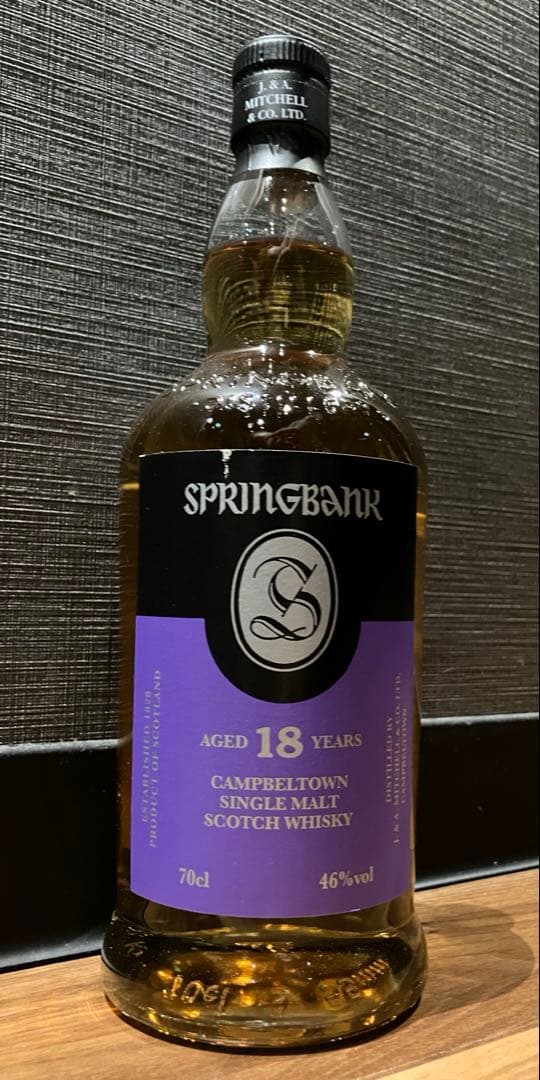 J. & A.
MITCHELL
& CO. LTD.
SPRINGBANK
S
AGED 18 YEARS
CAMPBELTOWN
SINGLE MALT
SCOTCH WHISKY
70cl 46%vol
ESTABLISHED 1828
PRODUCT OF SCOTLAND
DISTILLED BY
J. & A. MITCHELL & CO. LTD.
CAMPBELTOWN